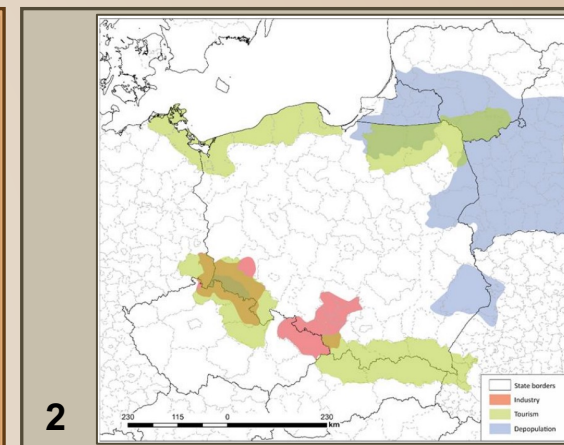 2
230 115 0 230
km
State borders
Industry
Tourism
Depopulation